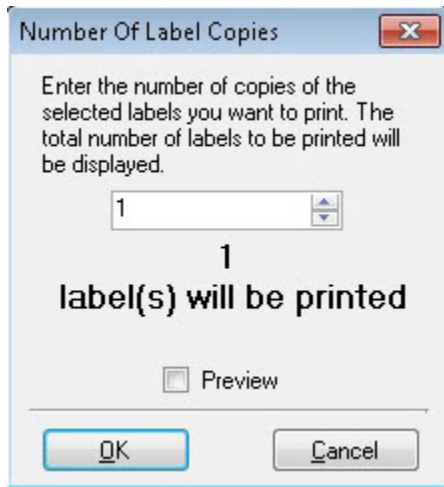 Number Of Label Copies
Enter the number of copies of the
selected labels you want to print. The
total number of labels to be printed will
be displayed.
1
1
label(s) will be printed
Preview
OK
Cancel